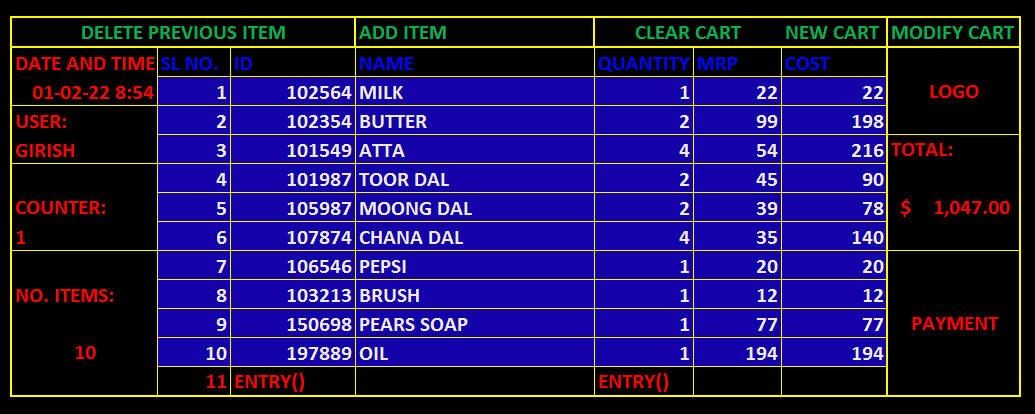 DELETE PREVIOUS ITEM ADD ITEM CLEAR CART NEW CART MODIFY CART
DATE AND TIME SL NO. ID NAME QUANTITY MRP COST
01-02-22 8:54 1 102564 MILK 1 22 22 LOGO
USER: 2 102354 BUTTER 2 99 198
GIRISH 3 101549 ATTA 4 54 216 TOTAL:
4 101987 TOOR DAL 2 45 90
COUNTER: 5 105987 MOONG DAL 2 39 78 $ 1,047.00
1 6 107874 CHANA DAL 4 35 140
7 106546 PEPSI 1 20 20
NO. ITEMS: 8 103213 BRUSH 1 12 12
9 150698 PEARS SOAP 1 77 77 PAYMENT
10 10 197889 OIL 1 194 194
11 ENTRY() ENTRY()